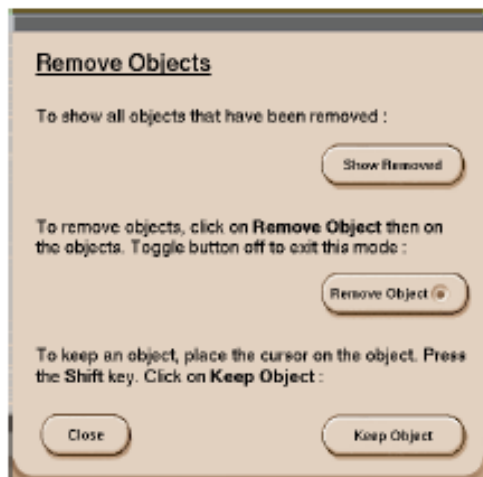 Remove Objects
To show all objects that have been removed :
Show Removed
To remove objects, click on Remove Object then on
the objects. Toggle button off to exit this mode :
Remove Object
To keep an object, place the cursor on the object. Press
the Shift key. Click on Keep Object :
Close
Keep Object